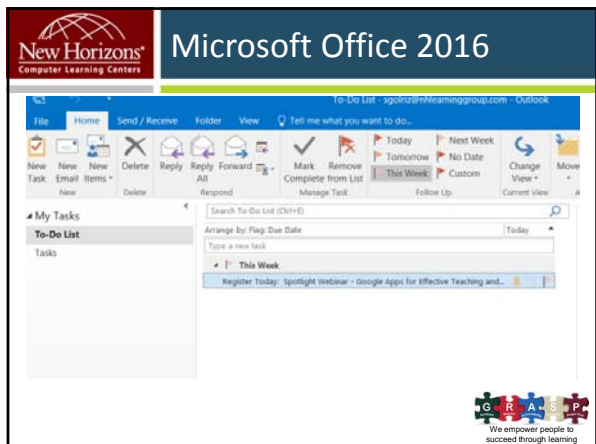 New Horizons®
Computer Learning Centers
Microsoft Office 2016
To-Do List - sgolriz@nhlearninggroup.com - Outlook
File Home Send / Receive Folder View Tell me what you want to do...
New Task
New Email
New Items
Delete
Reply
Reply All
Forward
Mark Complete
Remove from List
Today
Tomorrow
This Week
Next Week
No Date
Custom
Change View
Move
New Delete Respond Manage Task Follow Up Current View
My Tasks
To-Do List
Tasks
Search To-Do List (Ctrl+E)
Arrange by: Flag: Due Date Today
Type a new task
This Week
Register Today: Spotlight Webinar - Google Apps for Effective Teaching and...
G R A S P
We empower people to
succeed through learning